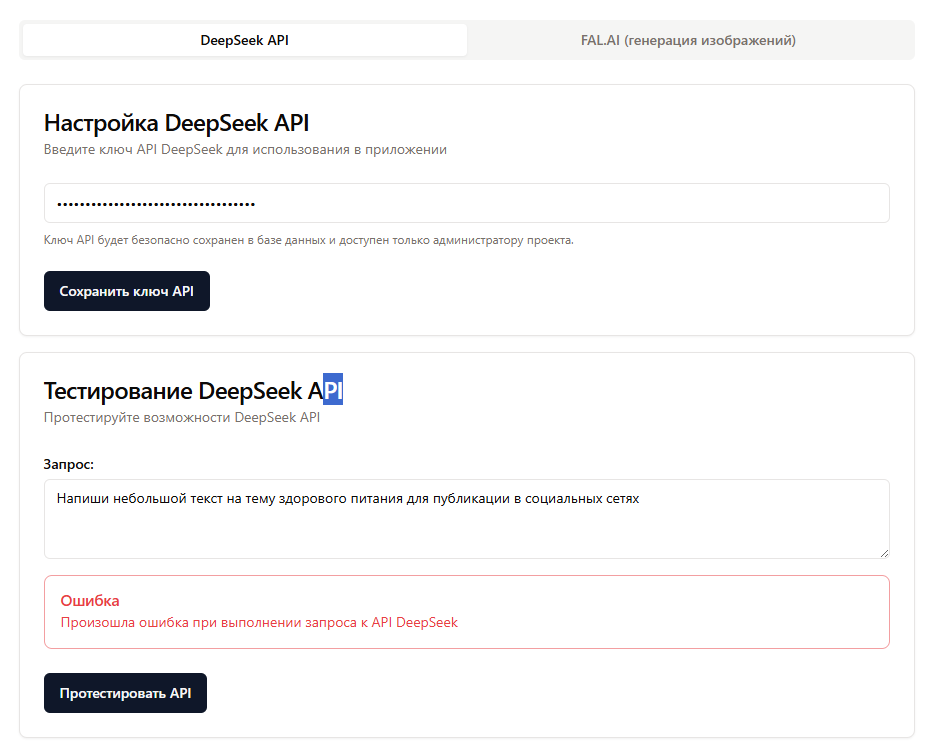 DeepSeek API
FAL.AI (генерация изображений)
Настройка DeepSeek API
Введите ключ API DeepSeek для использования в приложении
••••••••••••••••••••••••••••••••••••
Ключ API будет безопасно сохранен в базе данных и доступен только администратору проекта.
Сохранить ключ API
Тестирование DeepSeek API
Протестируйте возможности DeepSeek API
Запрос:
Напиши небольшой текст на тему здорового питания для публикации в социальных сетях
Ошибка
Произошла ошибка при выполнении запроса к API DeepSeek
Протестировать API